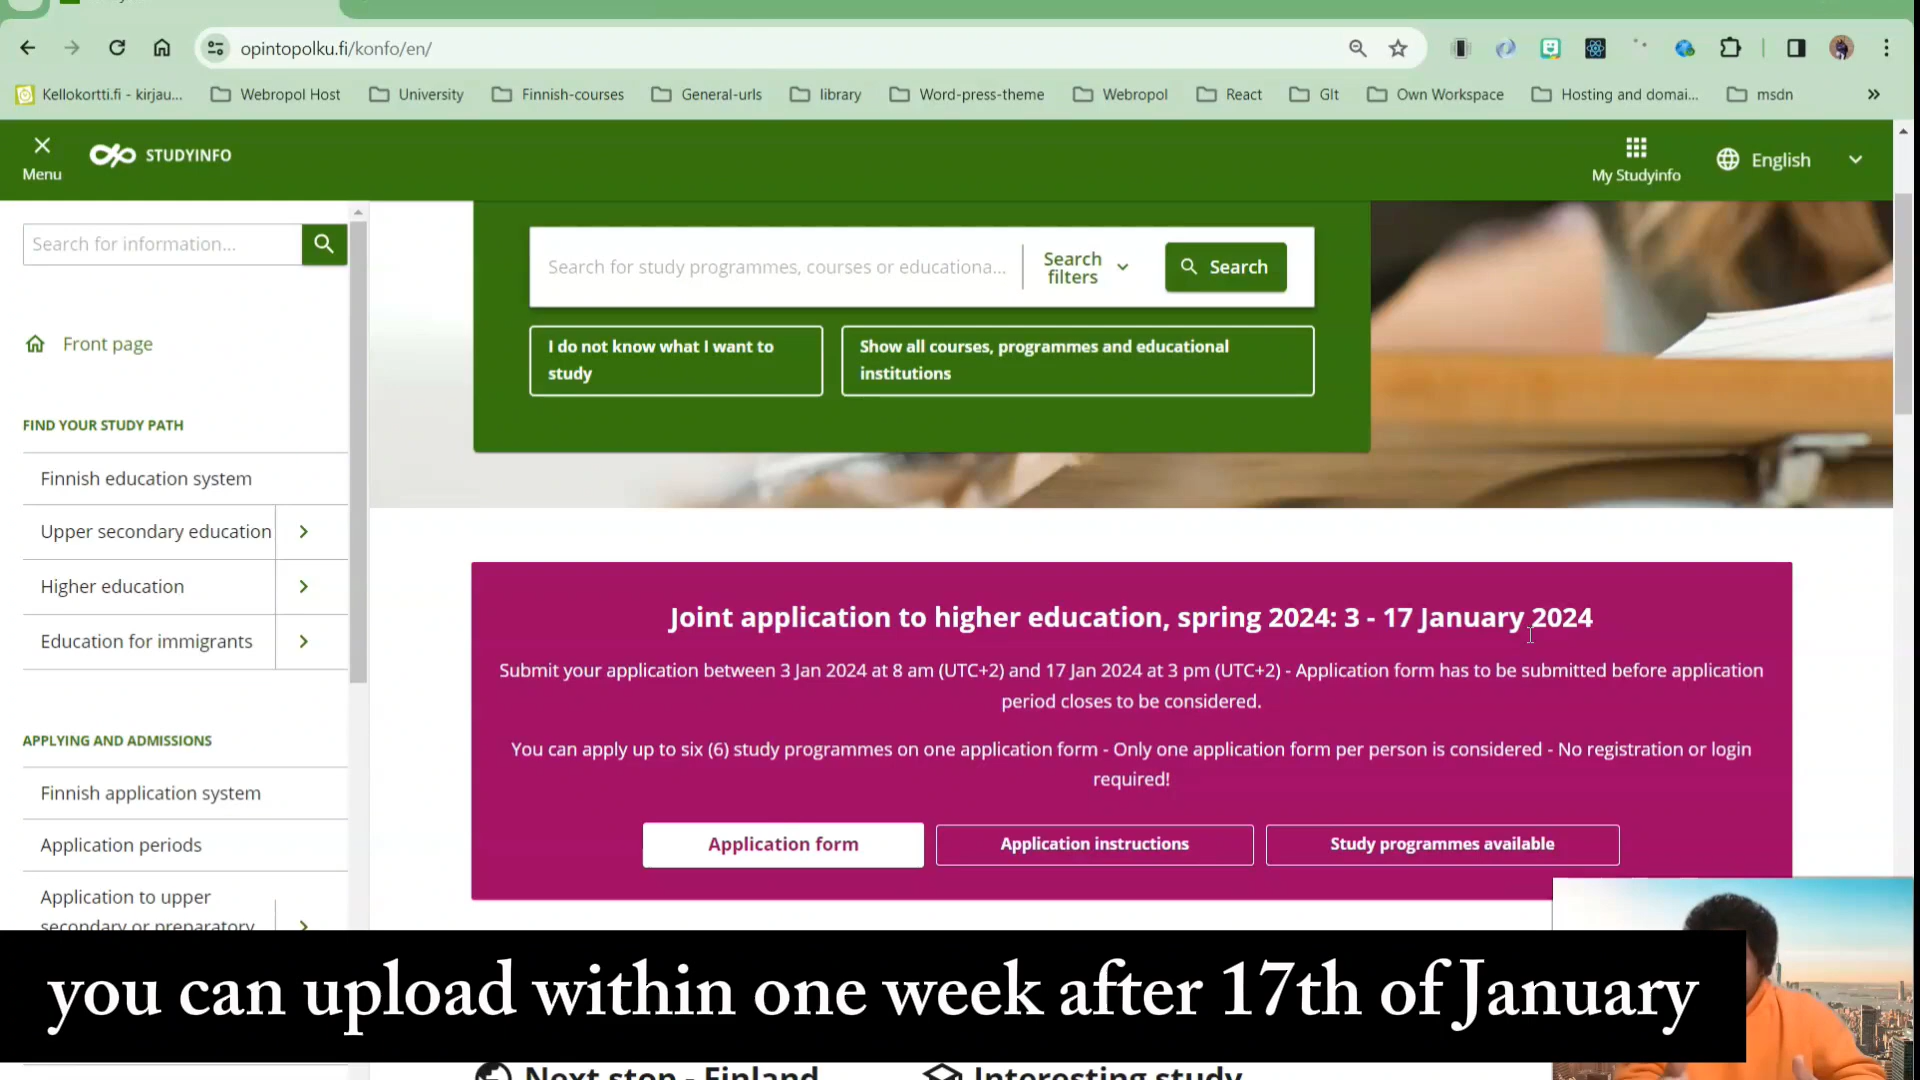 opintopolku.fi/konfo/en/
Kellokortti.fi - kirjau...
Webropol Host
University
Finnish-courses
General-urls
library
Word-press-theme
Webropol
React
GIt
Own Workspace
Hosting and domai...
msdn
Menu
STUDYINFO
My Studyinfo
English
Search for information...
Front page
FIND YOUR STUDY PATH
Finnish education system
Upper secondary education
Higher education
Education for immigrants
APPLYING AND ADMISSIONS
Finnish application system
Application periods
Application to upper
secondary or preparatory
Search for study programmes, courses or educationa...
Search
filters
Search
I do not know what I want to
study
Show all courses, programmes and educational
institutions
Joint application to higher education, spring 2024: 3 - 17 January 2024
Submit your application between 3 Jan 2024 at 8 am (UTC+2) and 17 Jan 2024 at 3 pm (UTC+2) - Application form has to be submitted before application
period closes to be considered.
You can apply up to six (6) study programmes on one application form - Only one application form per person is considered - No registration or login
required!
Application form
Application instructions
Study programmes available
you can upload within one week after 17th of January
Next stop - Finland
Interesting study